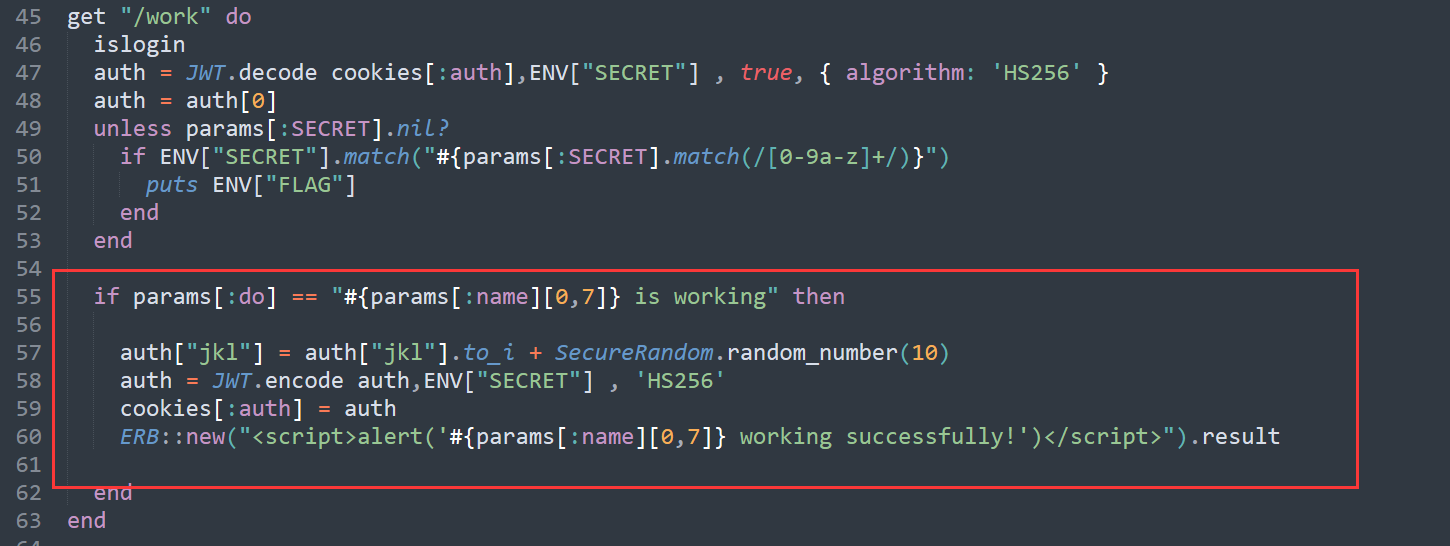 45 get "/work" do
46 islogin
47 auth = JWT.decode cookies[:auth],ENV["SECRET"] , true, { algorithm: 'HS256' }
48 auth = auth[0]
49 unless params[:SECRET].nil?
50 if ENV["SECRET"].match("#{params[:SECRET].match(/[0-9a-z]+/)}")
51 puts ENV["FLAG"]
52 end
53 end
54
55 if params[:do] == "#{params[:name][0,7]} is working" then
56
57 auth["jkl"] = auth["jkl"].to_i + SecureRandom.random_number(10)
58 auth = JWT.encode auth,ENV["SECRET"] , 'HS256'
59 cookies[:auth] = auth
60 ERB::new("<script>alert('#{params[:name][0,7]} working successfully!')</script>").result
61
62 end
63 end